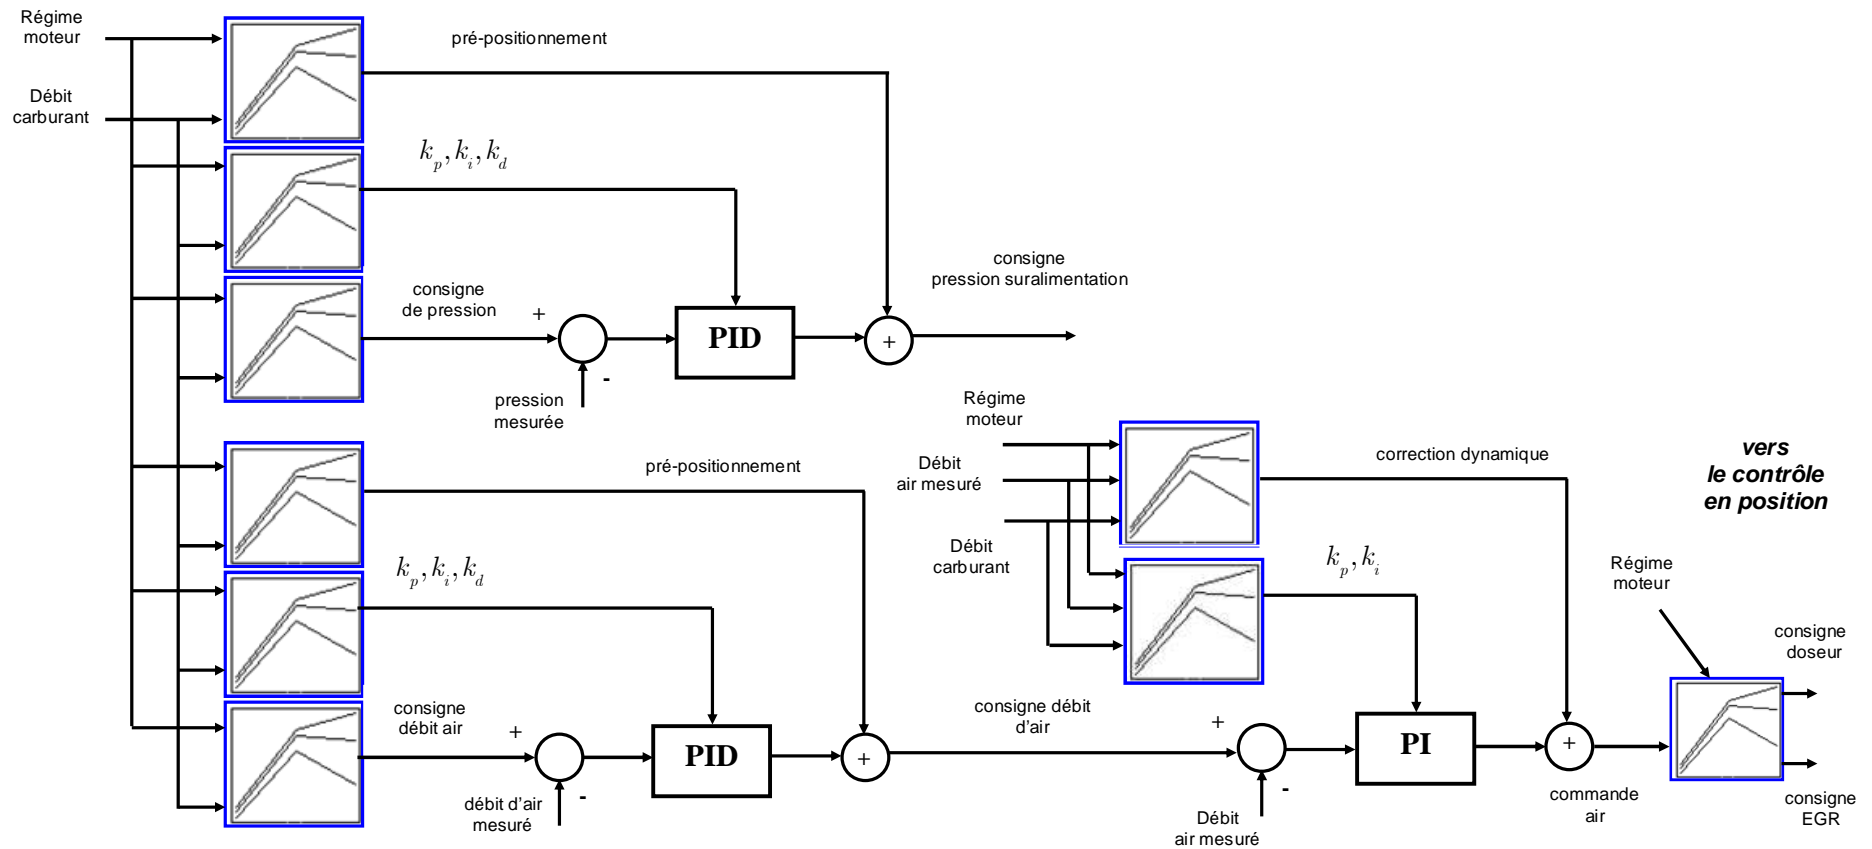 Régime
moteur
pré-positionnement
Débit
carburant
k_p, k_i, k_d
consigne
de pression
+
PID
+
-
pression
mesurée
consigne
pression suralimentation
Régime
moteur
Débit
air mesuré
Débit
carburant
correction dynamique
k_p, k_i
vers
le contrôle
en position
pré-positionnement
k_p, k_i, k_d
consigne
débit air
+
PID
+
-
débit d'air
mesuré
consigne débit
d'air
+
PI
+
-
Débit
air mesuré
commande
air
Régime
moteur
consigne
doseur
consigne
EGR